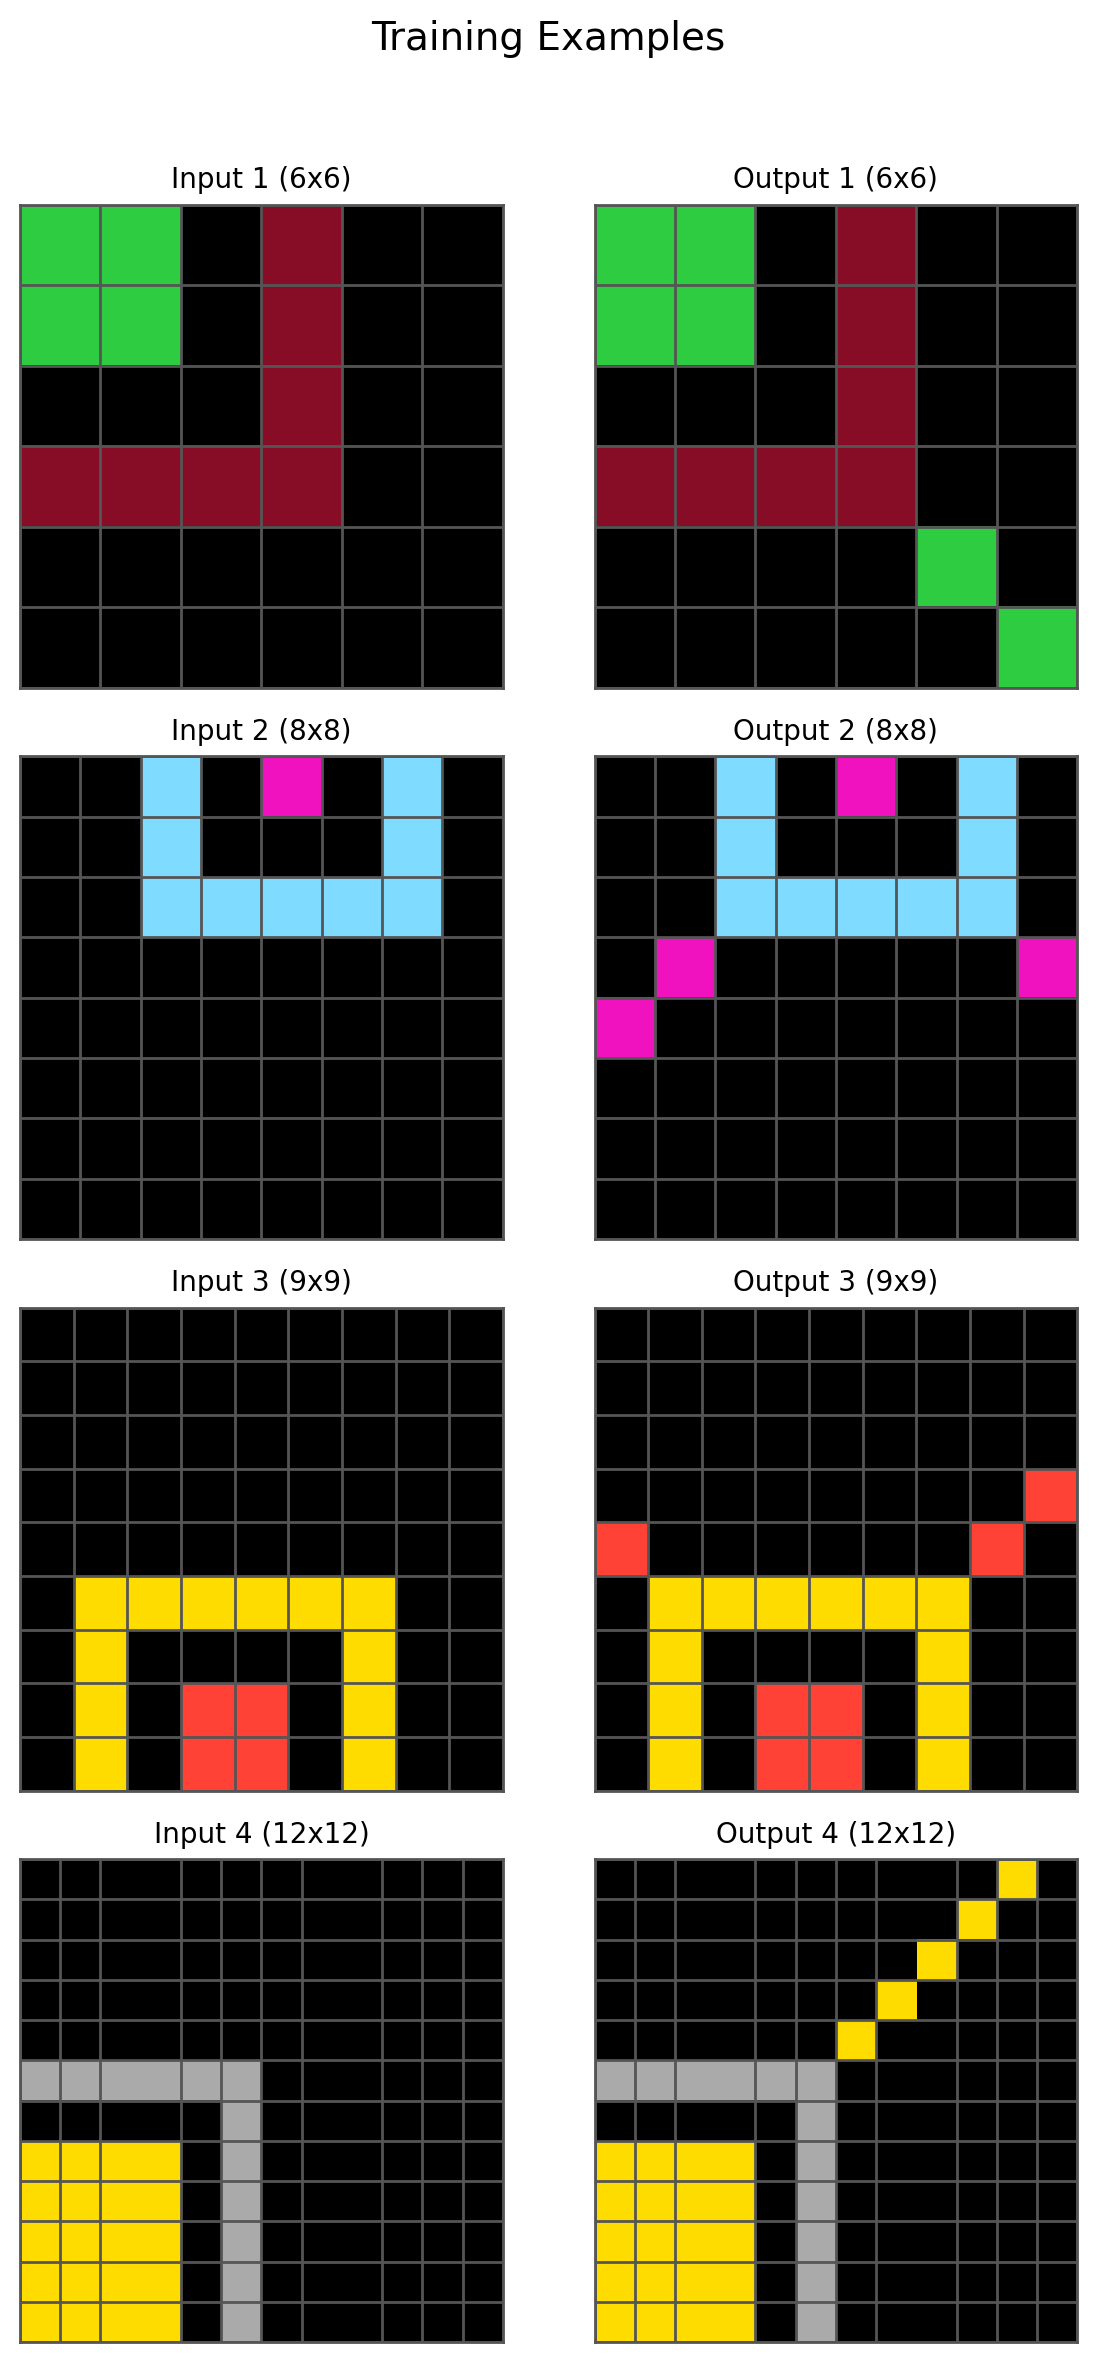 Training Examples
Input 1 (6x6)
Output 1 (6x6)
Input 2 (8x8)
Output 2 (8x8)
Input 3 (9x9)
Output 3 (9x9)
Input 4 (12x12)
Output 4 (12x12)